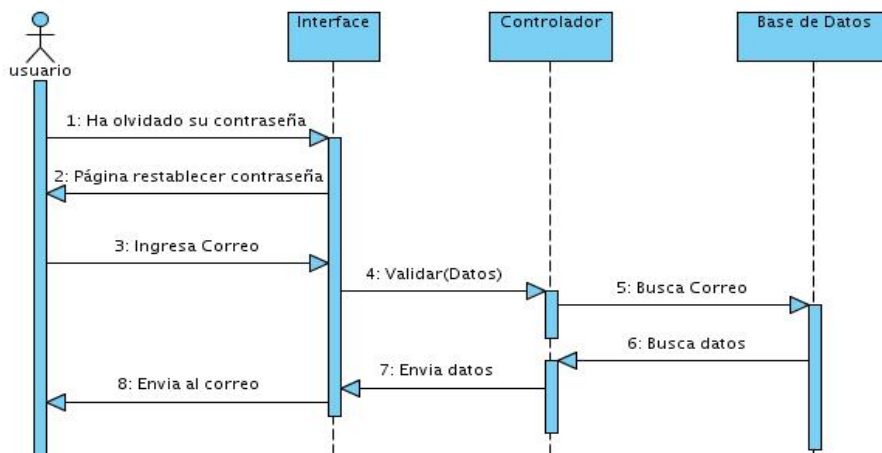 Interface
Controlador
Base de Datos
usuario
1: Ha olvidado su contraseña
2: Página restablecer contraseña
3: Ingresa Correo
4: Validar(Datos)
5: Busca Correo
6: Busca datos
7: Envia datos
8: Envia al correo